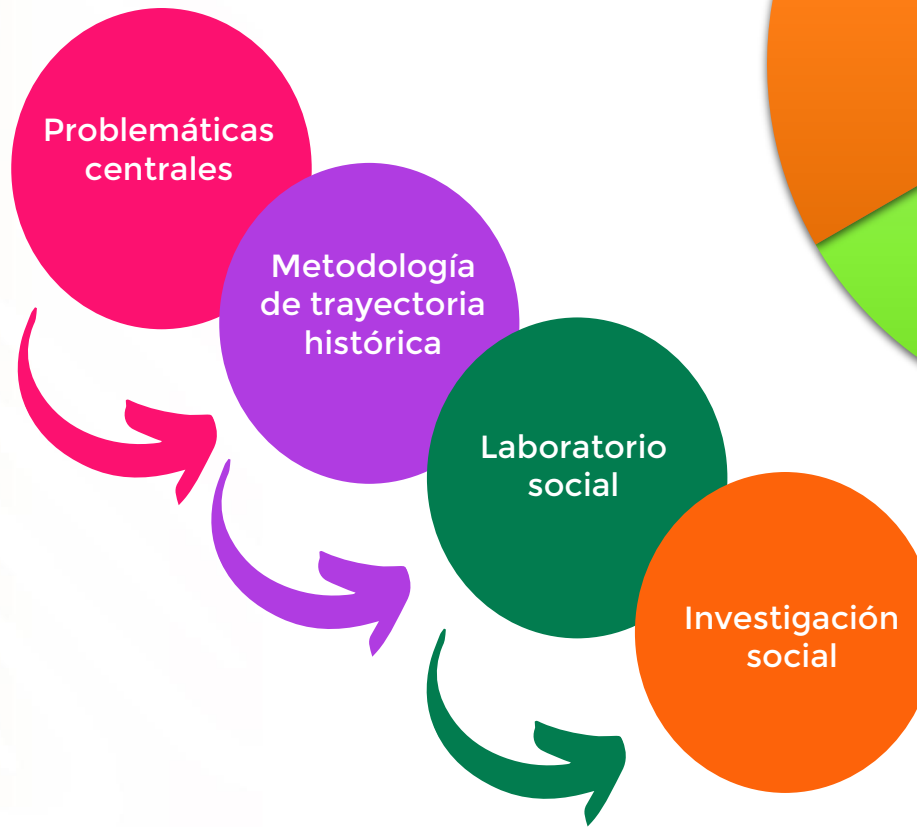 Problemáticas
centrales
Metodología
de trayectoria
histórica
Laboratorio
social
Investigación
social